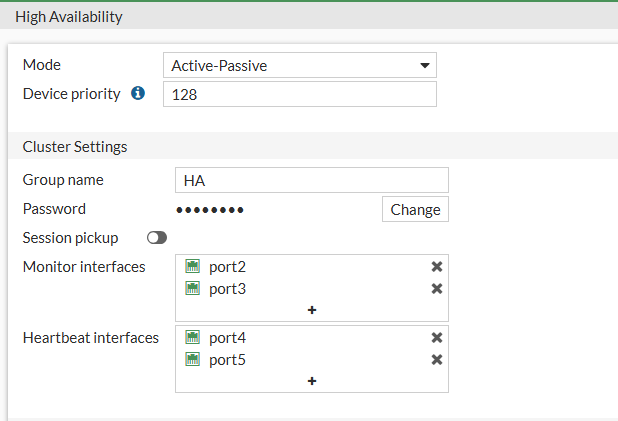 High Availability
Mode Active-Passive
Device priority 128
Cluster Settings
Group name HA
Password •••••••• Change
Session pickup
Monitor interfaces port2
port3
+
Heartbeat interfaces port4
port5
+